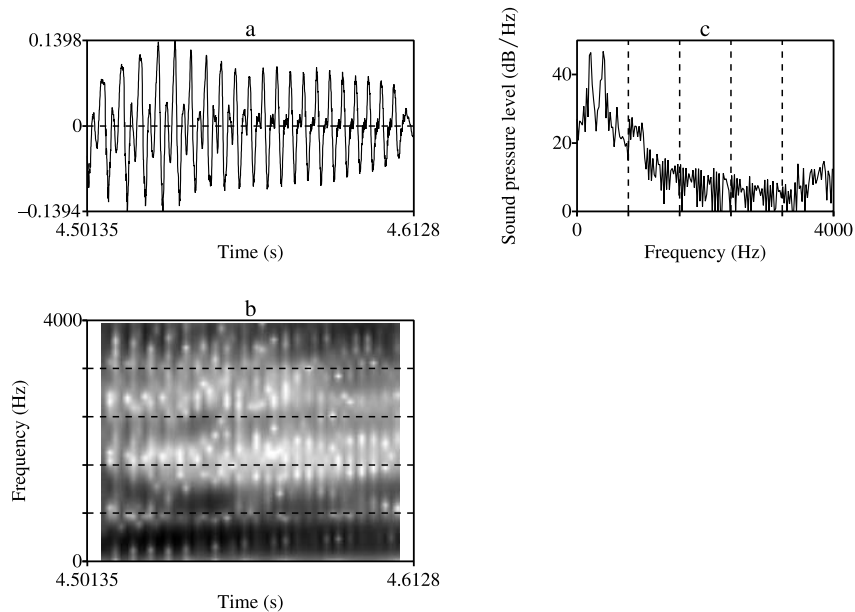 a
0.1398
0
–0.1394
4.50135
4.6128
Time (s)
c
Sound pressure level (dB/Hz)
40
20
0
0
4000
Frequency (Hz)
b
4000
Frequency (Hz)
0
4.50135
4.6128
Time (s)